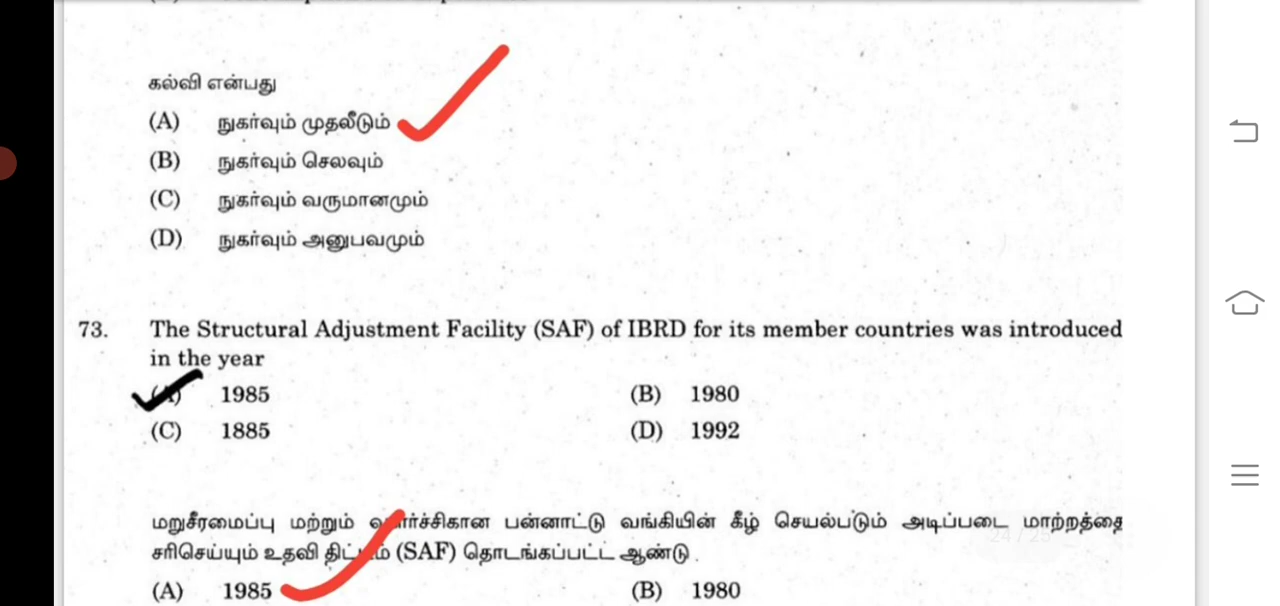 கல்வி என்பது
(A) நுகர்வும் முதலீடும்
(B) நுகர்வும் செலவும்
(C) நுகர்வும் வருமானமும்
(D) நுகர்வும் அனுபவமும்
73. The Structural Adjustment Facility (SAF) of IBRD for its member countries was introduced
in the year
1985 (B) 1980
(C) 1885 (D) 1992
மறுசீரமைப்பு மற்றும் பன்னாட்டு வங்கியின் கீழ் செயல்படும் அடிப்படை மாற்றத்தை
சரிசெய்யும் உதவி (SAF) தொடங்கப்பட்ட ஆண்டு.
(A) 1985 (B) 1980
24 / 25